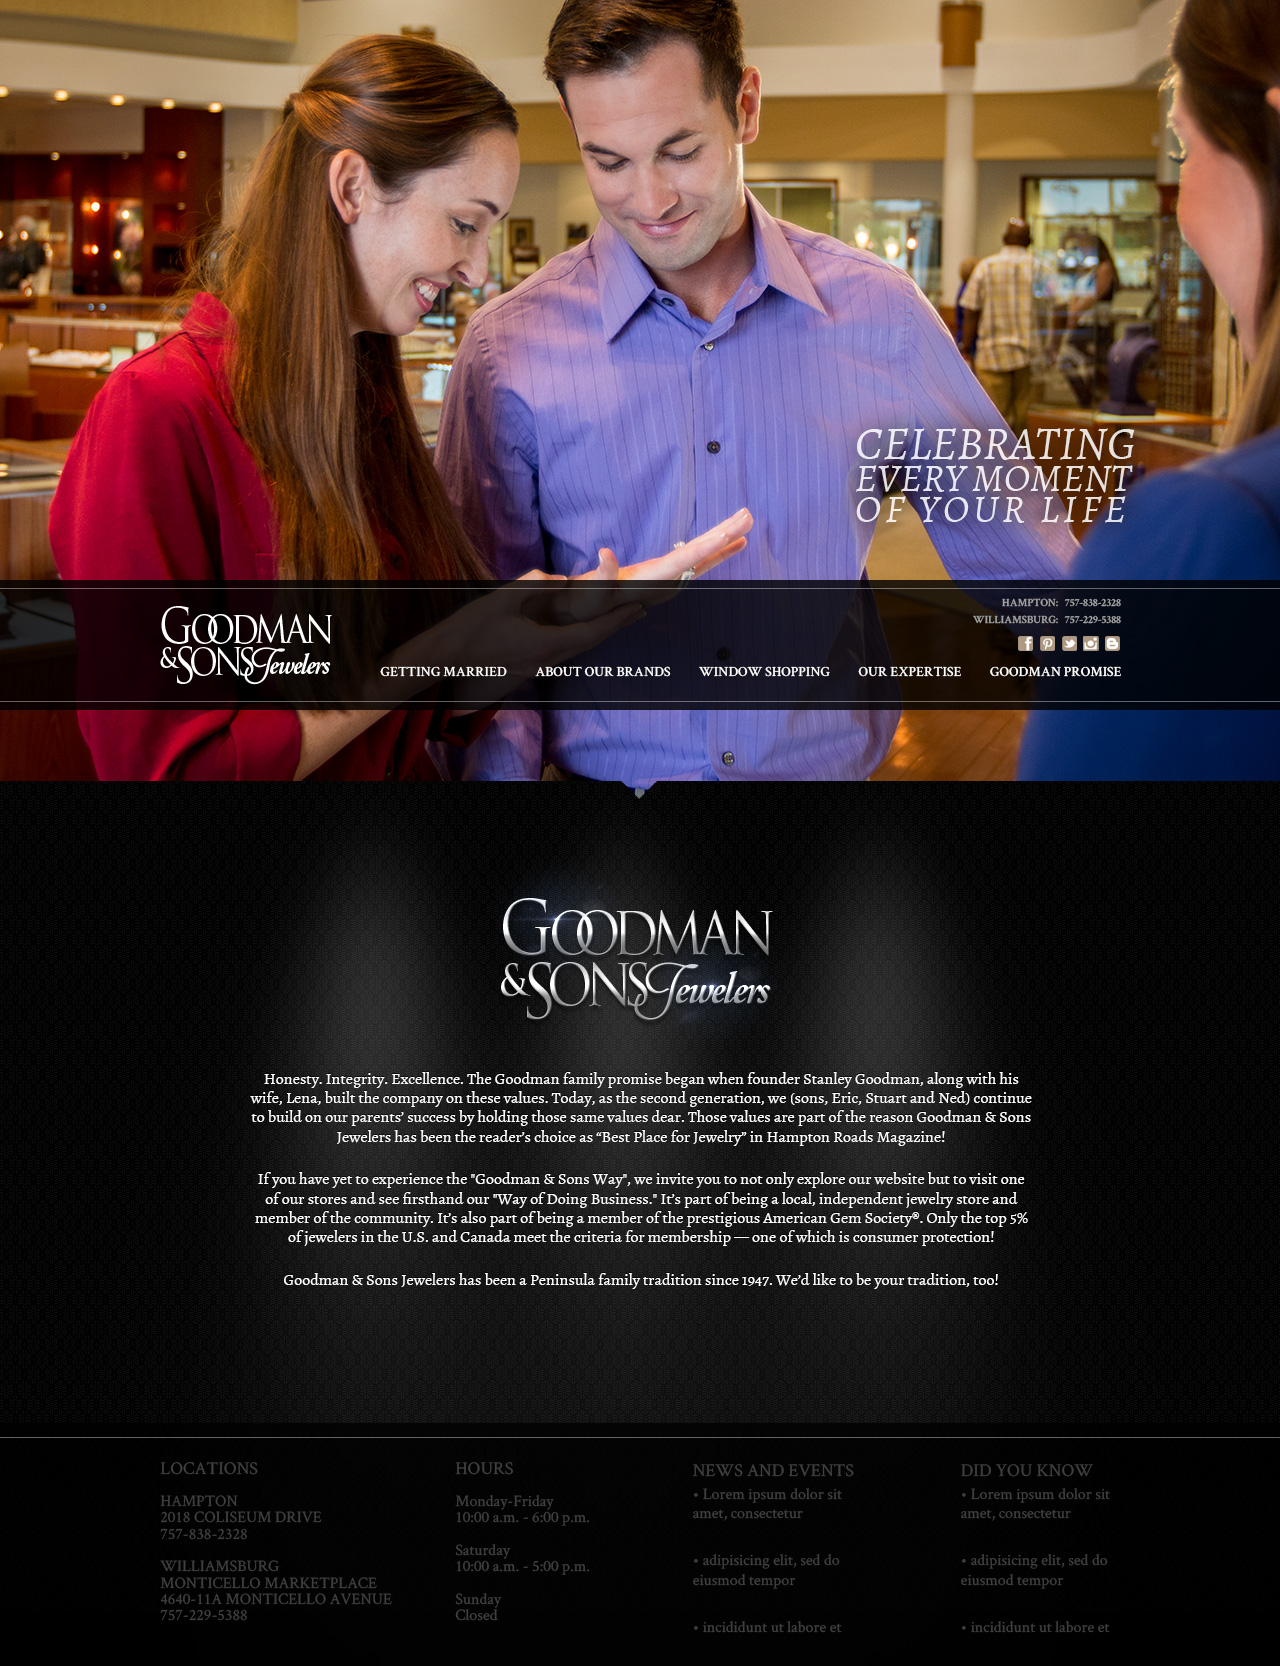 CELEBRATING
EVERY MOMENT
OF YOUR LIFE
GOODMAN
&SONS Jewelers
HAMPTON: 757-838-2328
WILLIAMSBURG: 757-229-5388
GETTING MARRIED ABOUT OUR BRANDS WINDOW SHOPPING OUR EXPERTISE GOODMAN PROMISE
GOODMAN
&SONS Jewelers
Honesty. Integrity. Excellence. The Goodman family promise began when founder Stanley Goodman, along with his
wife, Lena, built the company on these values. Today, as the second generation, we (sons, Eric, Stuart and Ned) continue
to build on our parents’ success by holding those same values dear. Those values are part of the reason Goodman & Sons
Jewelers has been the reader’s choice as “Best Place for Jewelry” in Hampton Roads Magazine!
If you have yet to experience the "Goodman & Sons Way", we invite you to not only explore our website but to visit one
of our stores and see firsthand our "Way of Doing Business." It’s part of being a local, independent jewelry store and
member of the community. It’s also part of being a member of the prestigious American Gem Society®. Only the top 5%
of jewelers in the U.S. and Canada meet the criteria for membership — one of which is consumer protection!
Goodman & Sons Jewelers has been a Peninsula family tradition since 1947. We’d like to be your tradition, too!
LOCATIONS
HAMPTON
2018 COLISEUM DRIVE
757-838-2328
WILLIAMSBURG
MONTICELLO MARKETPLACE
4640-11A MONTICELLO AVENUE
757-229-5388
HOURS
Monday-Friday
10:00 a.m. - 6:00 p.m.
Saturday
10:00 a.m. - 5:00 p.m.
Sunday
Closed
NEWS AND EVENTS
• Lorem ipsum dolor sit
amet, consectetur
• adipisicing elit, sed do
eiusmod tempor
• incididunt ut labore et
DID YOU KNOW
• Lorem ipsum dolor sit
amet, consectetur
• adipisicing elit, sed do
eiusmod tempor
• incididunt ut labore et